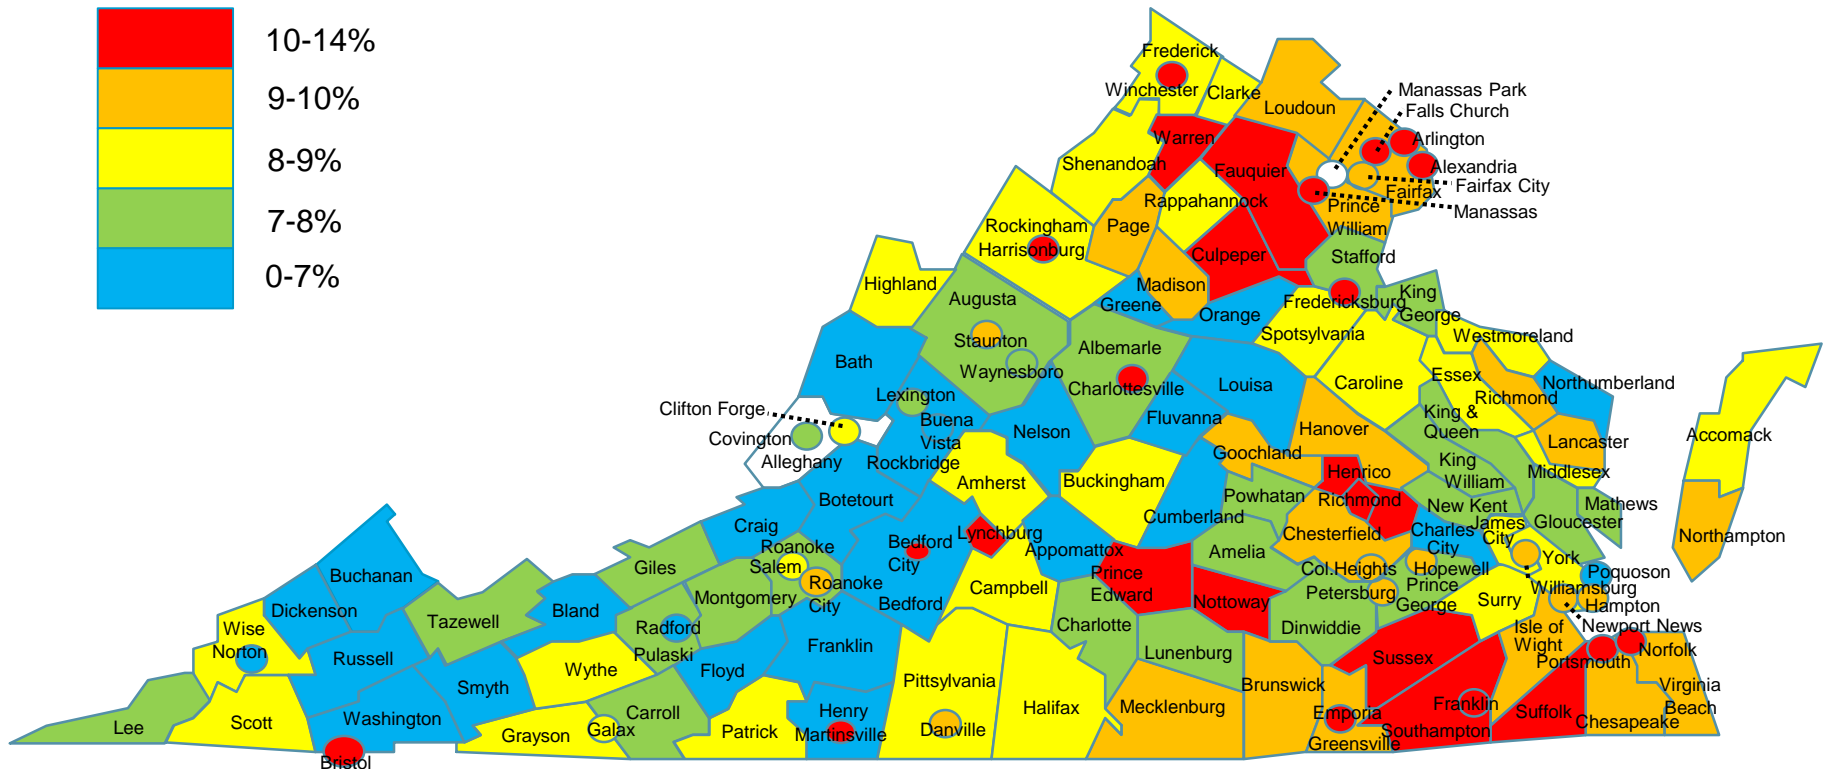 10-14%
9-10%
8-9%
7-8%
0-7%
Frederick
Winchester
Clarke
Loudoun
Manassas Park
Falls Church
Arlington
Alexandria
Fairfax City
Fairfax
Manassas
Warren
Shenandoah
Fauquier
Rappahannock
Prince
William
Page
Rockingham
Harrisonburg
Culpeper
Stafford
Highland
Madison
Augusta
Greene
Orange
Fredericksburg
King
George
Spotsylvania
Westmoreland
Staunton
Waynesboro
Albemarle
Charlottesville
Bath
Louisa
Caroline
Essex
Richmond
Northumberland
Lexington
Clifton Forge
Covington
Alleghany
Buena
Vista
Rockbridge
Nelson
Fluvanna
Goochland
Hanover
King &
Queen
Lancaster
Accomack
Amherst
Buckingham
Henrico
King
William
Middlesex
Botetourt
Powhatan
Richmond
New Kent
Mathews
Gloucester
Craig
Cumberland
Lynchburg
Chesterfield
Charles
City
James
City
Northampton
Roanoke
Salem
Bedford
City
Appomattox
Amelia
York
Giles
Roanoke
City
Campbell
Prince
Edward
Col.Heights
Hopewell
Poquoson
Buchanan
Montgomery
Bedford
Nottoway
Petersburg
Prince
George
Surry
Williamsburg
Hampton
Dickenson
Bland
Tazewell
Radford
Charlotte
Dinwiddie
Newport News
Wise
Norton
Russell
Pulaski
Franklin
Lunenburg
Isle of
Wight
Portsmouth
Norfolk
Wythe
Floyd
Sussex
Smyth
Pittsylvania
Brunswick
Virginia
Beach
Lee
Scott
Washington
Carroll
Henry
Martinsville
Halifax
Mecklenburg
Emporia
Franklin
Suffolk
Chesapeake
Grayson
Galax
Patrick
Danville
Greensville
Southampton
Bristol